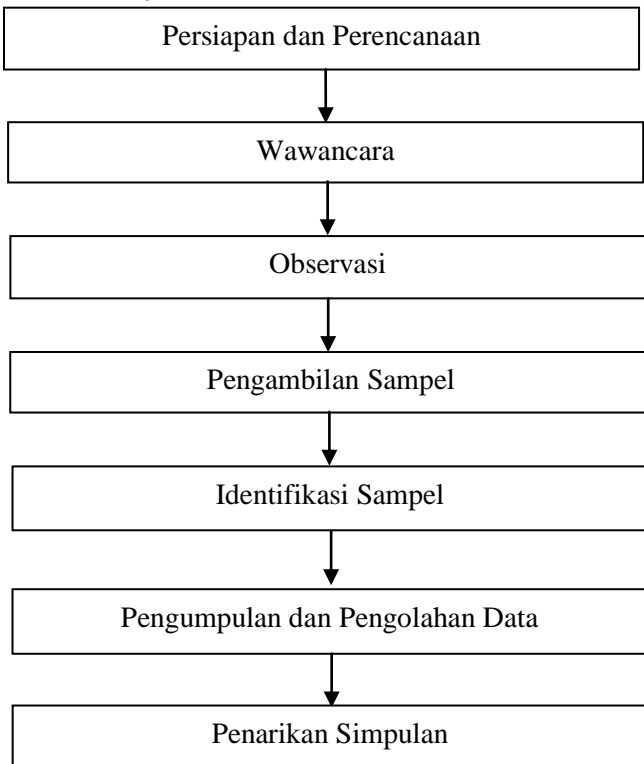 Persiapan dan Perencanaan
Wawancara
Observasi
Pengambilan Sampel
Identifikasi Sampel
Pengumpulan dan Pengolahan Data
Penarikan Simpulan